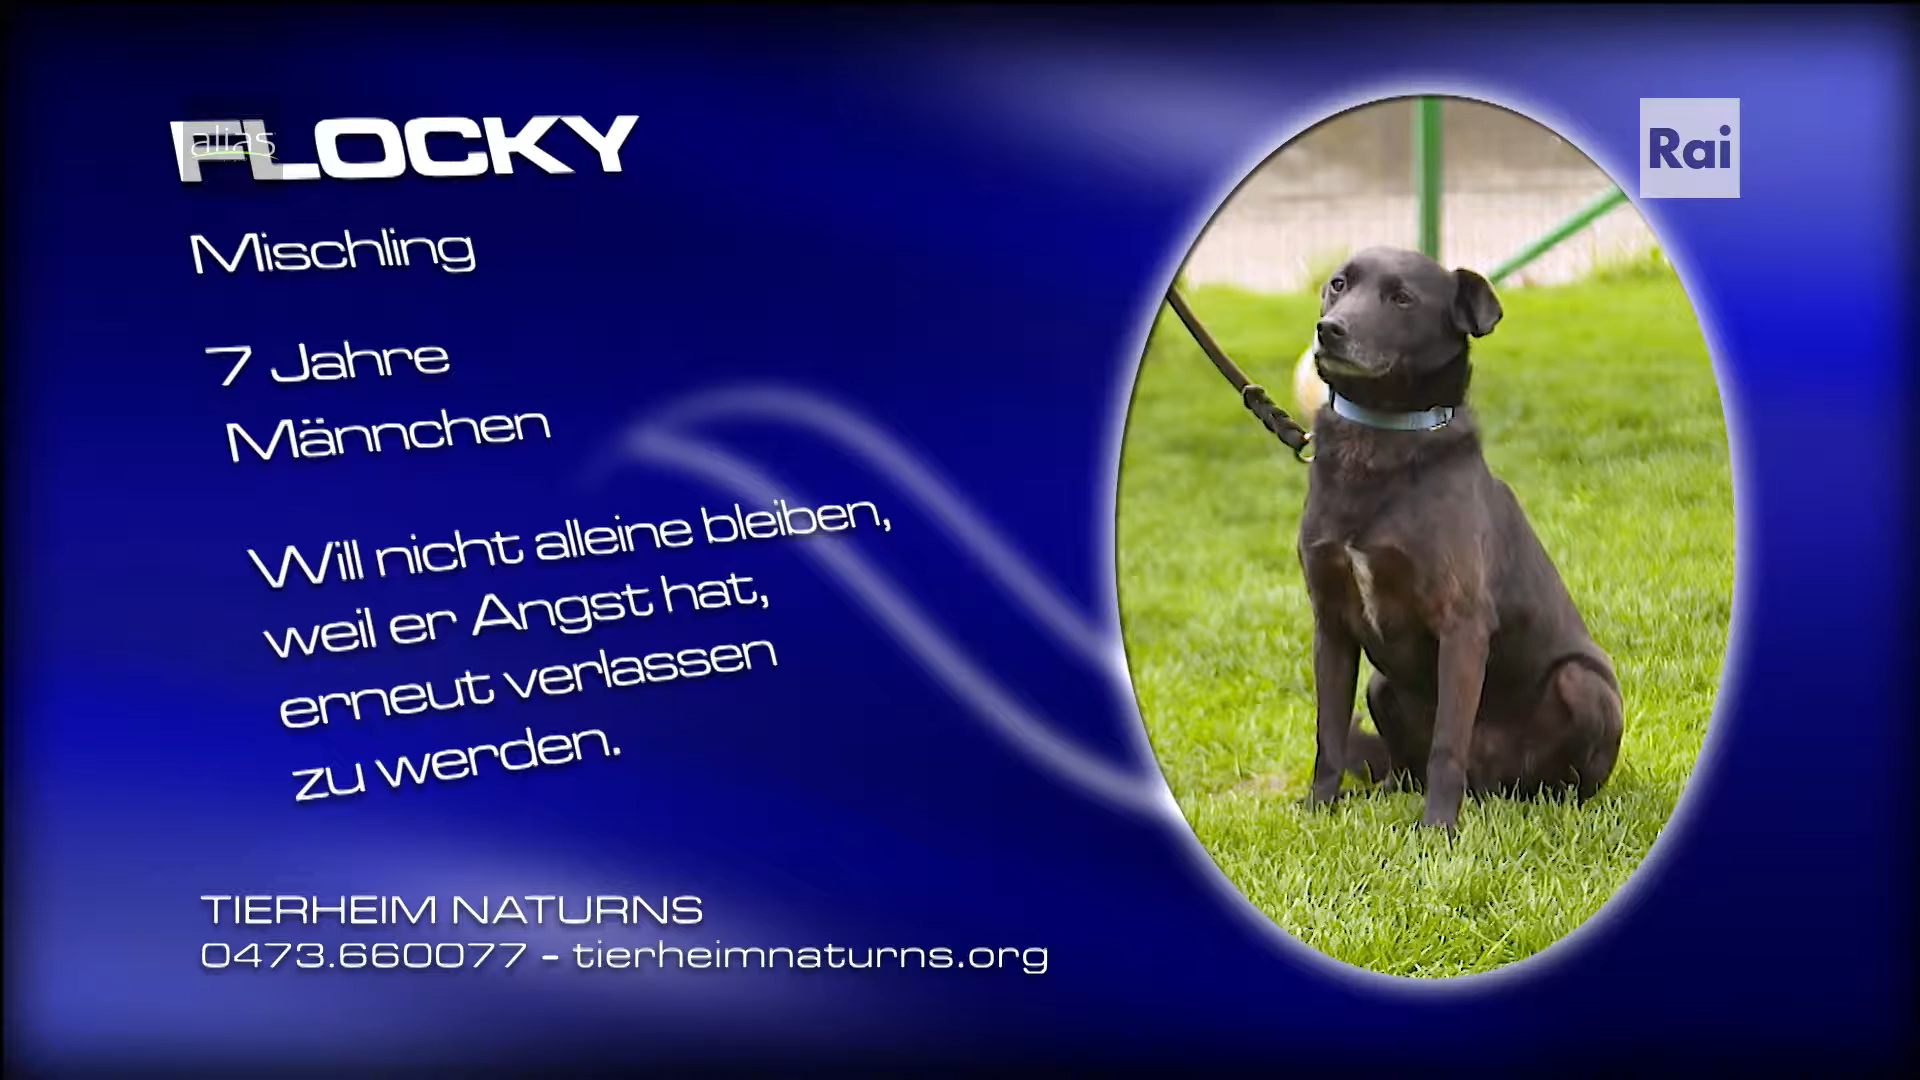 FLOCKY
alias
Rai
Mischling
7 Jahre
Männchen
Will nicht alleine bleiben,
weil er Angst hat,
erneut verlassen
zu werden.
TIERHEIM NATURNS
0473.660077 - tierheimnaturns.org